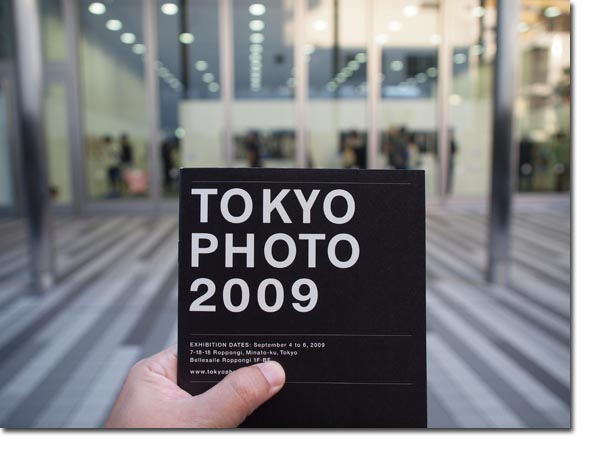 TOKYO
PHOTO
2009
EXHIBITION DATES: September 4 to 6, 2009
7-18-18 Roppongi, Minato-ku, Tokyo
Bellesalle Roppongi 1F